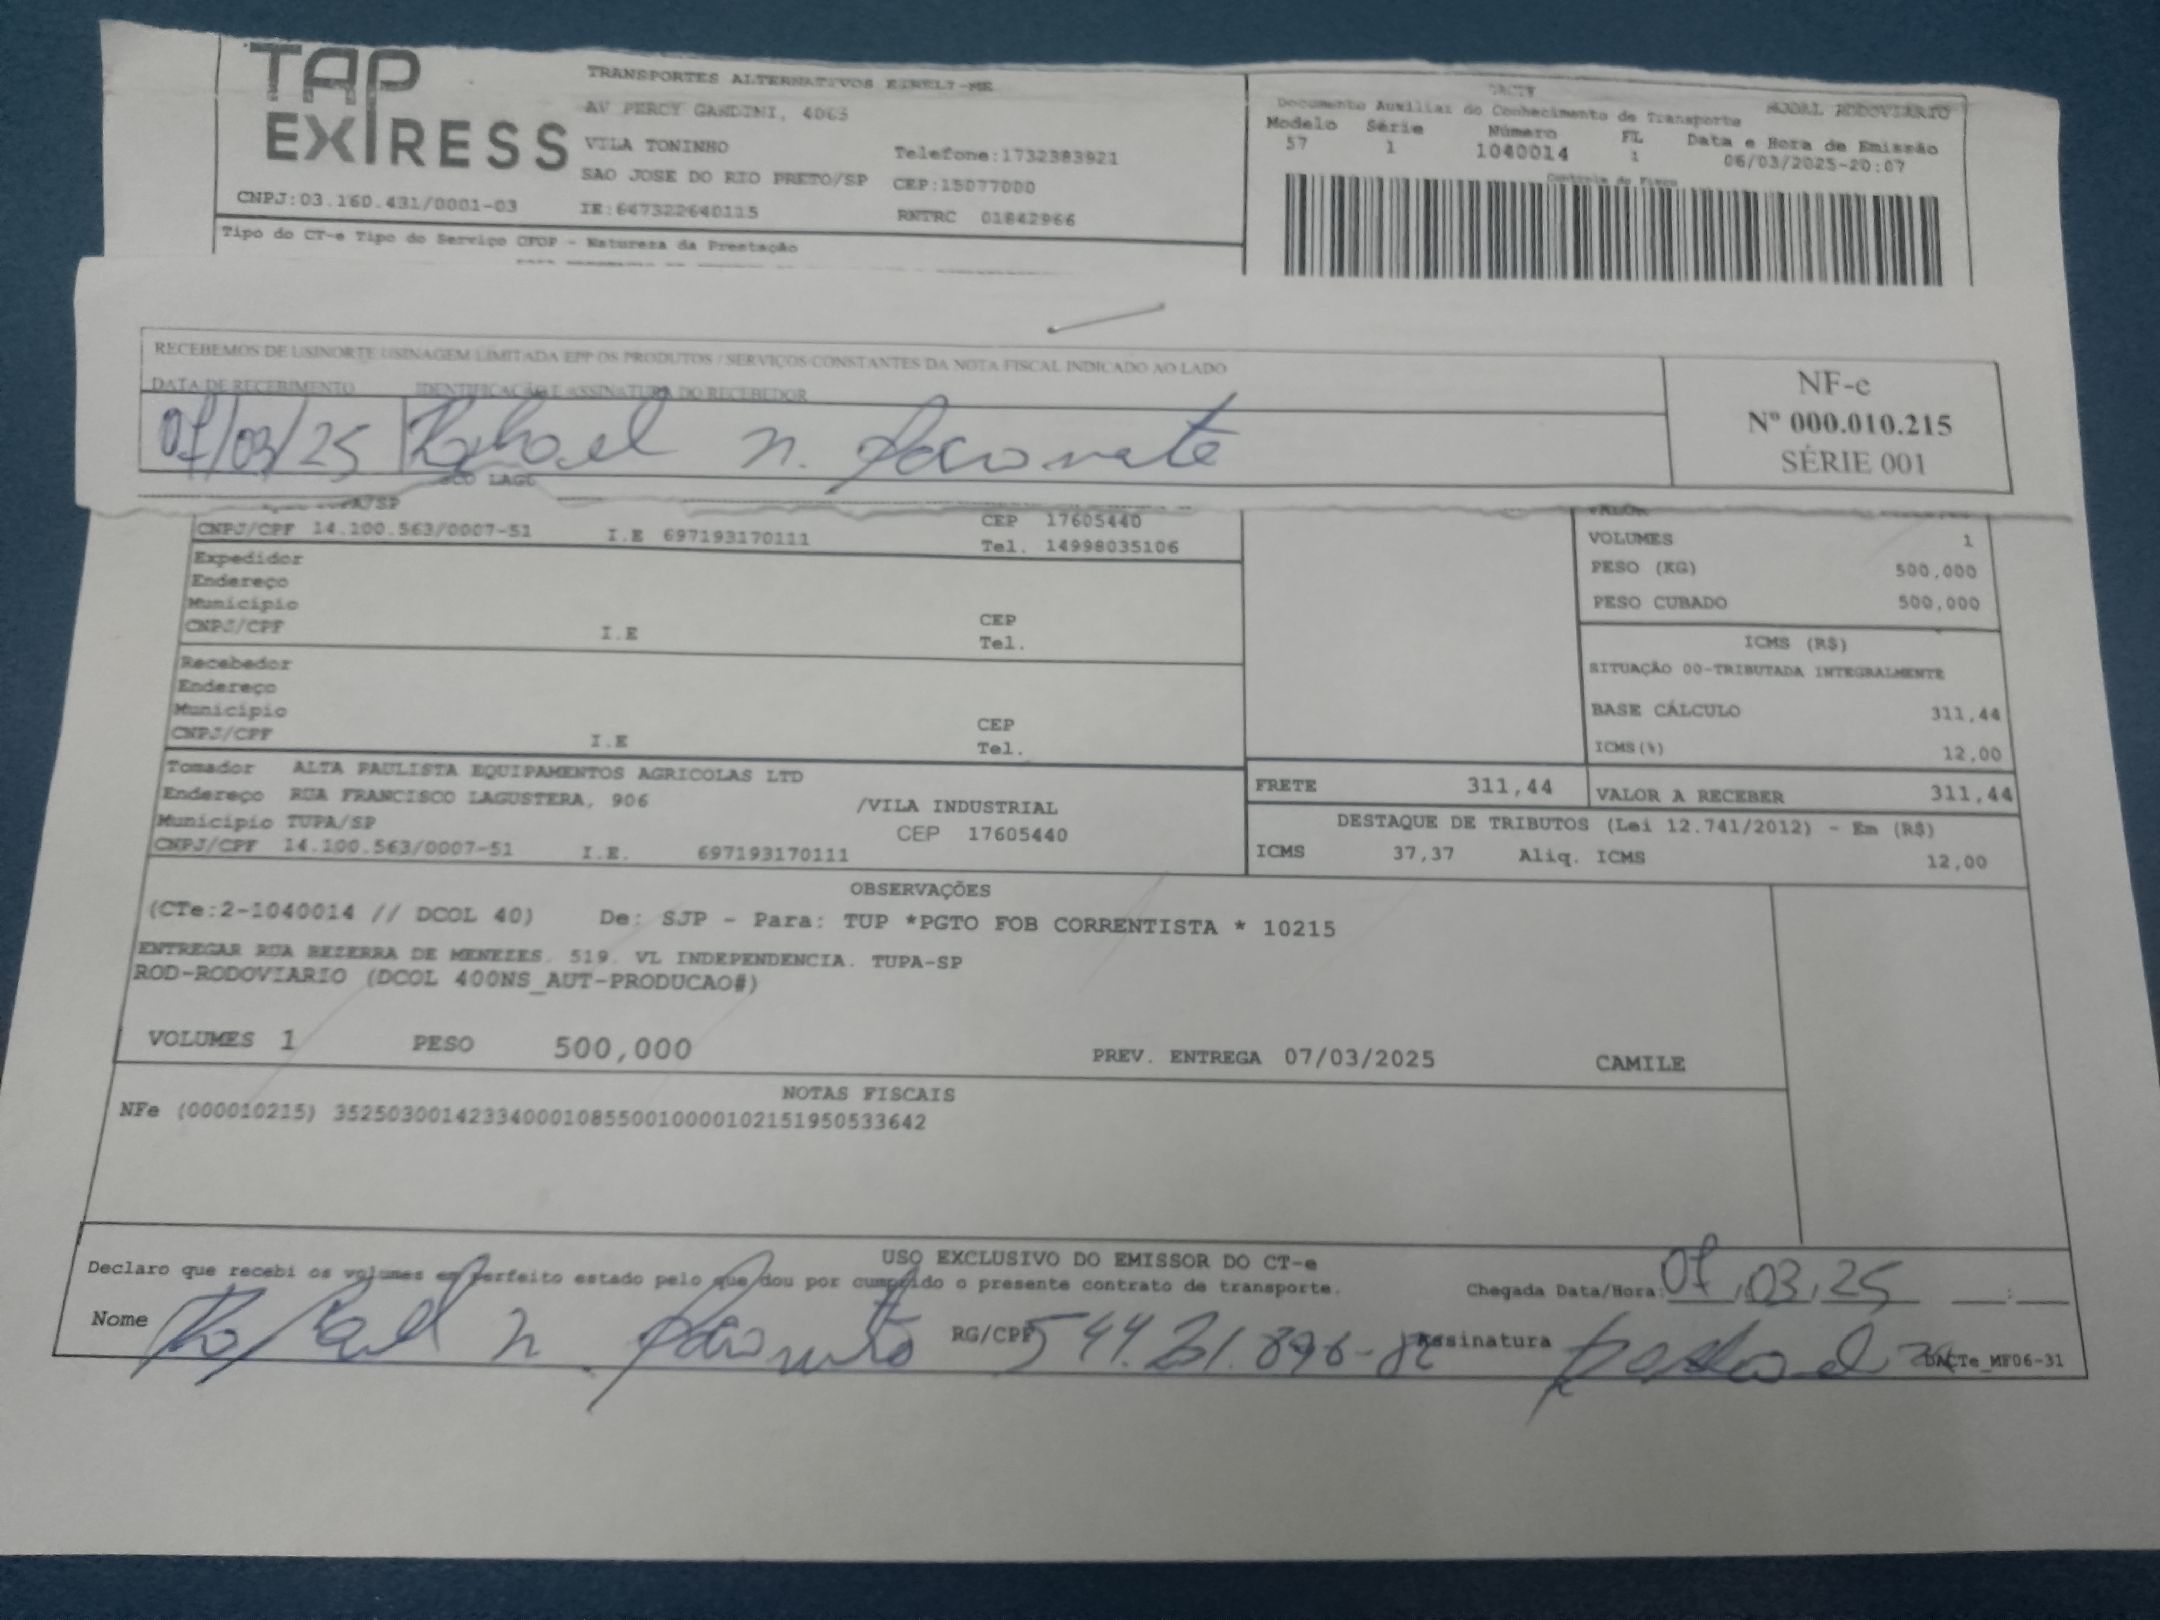 TAP EXPRESS
TRANSPORTES ALTERNATIVOS EIRELI-ME
AV PERCY GANDINI, 4065
VILA TONINHO Telefone:1732383921
SAO JOSE DO RIO PRETO/SP CEP:15077000
CNPJ:03.160.431/0001-03 IE:647322640115 RNTRC 01842966
Tipo do CT-e Tipo do Serviço CFOP - Natureza da Prestação
DACTE
Documento Auxiliar do Conhecimento de Transporte MODAL RODOVIARIO
Modelo Série Número FL Data e Hora de Emissão
57 1 1040014 1 06/03/2025-20:07
Controle do Fisco
RECEBEMOS DE USINORTE USINAGEM LIMITADA EPP OS PRODUTOS / SERVIÇOS CONSTANTES DA NOTA FISCAL INDICADO AO LADO
DATA DE RECEBIMENTO IDENTIFICAÇÃO E ASSINATURA DO RECEBEDOR
07/03/25
NF-e
Nº 000.010.215
SÉRIE 001
CNPJ/CPF 14.100.563/0007-51 I.E 697193170111
CEP 17605440
Tel. 14998035106
Expedidor
Endereço
Município CEP
CNPJ/CPF I.E Tel.
Recebedor
Endereço
Município CEP
CNPJ/CPF I.E Tel.
VALOR
VOLUMES 1
PESO (KG) 500,000
PESO CUBADO 500,000
ICMS (R$)
SITUAÇÃO 00-TRIBUTADA INTEGRALMENTE
BASE CÁLCULO 311,44
ICMS(%) 12,00
Tomador ALTA PAULISTA EQUIPAMENTOS AGRICOLAS LTD
Endereço RUA FRANCISCO LAGUSTERA, 906 /VILA INDUSTRIAL
Município TUPA/SP CEP 17605440
CNPJ/CPF 14.100.563/0007-51 I.E. 697193170111
FRETE 311,44 VALOR A RECEBER 311,44
DESTAQUE DE TRIBUTOS (Lei 12.741/2012) - Em (R$)
ICMS 37,37 Aliq. ICMS 12,00
OBSERVAÇÕES
(CTe:2-1040014 // DCOL 40) De: SJP - Para: TUP *PGTO FOB CORRENTISTA * 10215
ENTREGAR RUA BEZERRA DE MENEZES. 519. VL INDEPENDENCIA. TUPA-SP
ROD-RODOVIARIO (DCOL 400NS_AUT-PRODUCAO#)
VOLUMES 1 PESO 500,000 PREV. ENTREGA 07/03/2025 CAMILE
NOTAS FISCAIS
NFe (000010215) 35250300142334000108550010000102151950533642
USO EXCLUSIVO DO EMISSOR DO CT-e
Declaro que recebi os volumes em perfeito estado pelo que dou por cumprido o presente contrato de transporte.
Chegada Data/Hora: 07,03,25 __:__
Nome RG/CPF Assinatura
DACTe_MF06-31